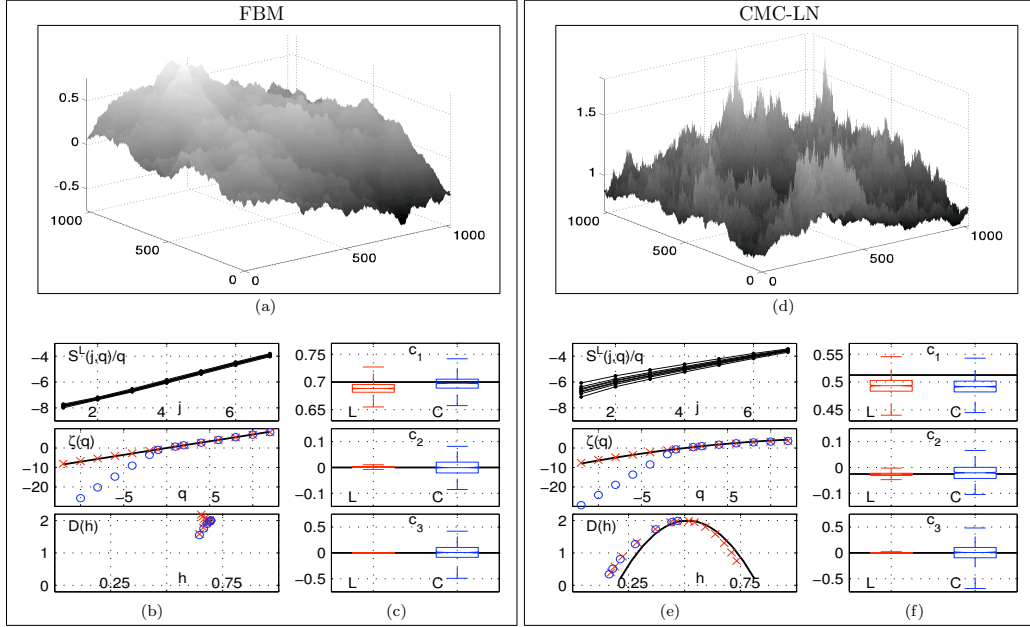 FBM
0.5
0
-0.5
1000
500
0
0
500
1000
(a)
S^L(j,q)/q
−4
−6
−8
2
4
j
6
ζ(q)
0
−10
−20
−5
q
5
D(h)
2
1
0
0.25
h
0.75
(b)
c_1
0.75
0.70
0.65
L
C
c_2
0.1
0
−0.1
L
C
c_3
0.5
0
−0.5
L
C
(c)
CMC-LN
1.5
1
1000
500
0
0
500
1000
(d)
S^L(j,q)/q
−4
−6
−8
2
4
j
6
ζ(q)
0
−10
−20
−5
q
5
D(h)
2
1
0
0.25
h
0.75
(e)
c_1
0.55
0.5
0.45
L
C
c_2
0.1
0
−0.1
L
C
c_3
0.5
0
−0.5
L
C
(f)